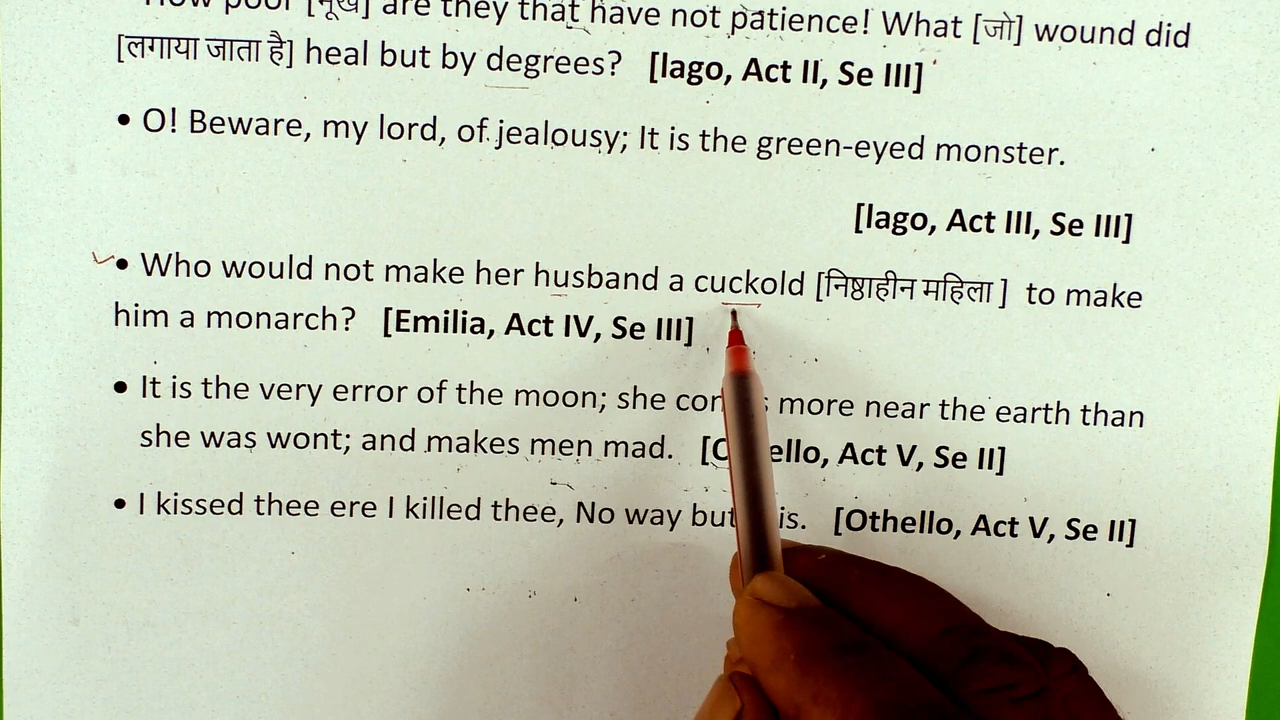 How poor [मूर्ख] are they that have not patience! What [जो] wound did
[लगाया जाता है] heal but by degrees? [Iago, Act II, Se III]
• O! Beware, my lord, of jealousy; It is the green-eyed monster.
[Iago, Act III, Se III]
• Who would not make her husband a cuckold [निष्ठाहीन महिला ] to make
him a monarch? [Emilia, Act IV, Se III]
• It is the very error of the moon; she more near the earth than
she was wont; and makes men mad. [Othello, Act V, Se II]
• I kissed thee ere I killed thee, No way but [Othello, Act V, Se II]